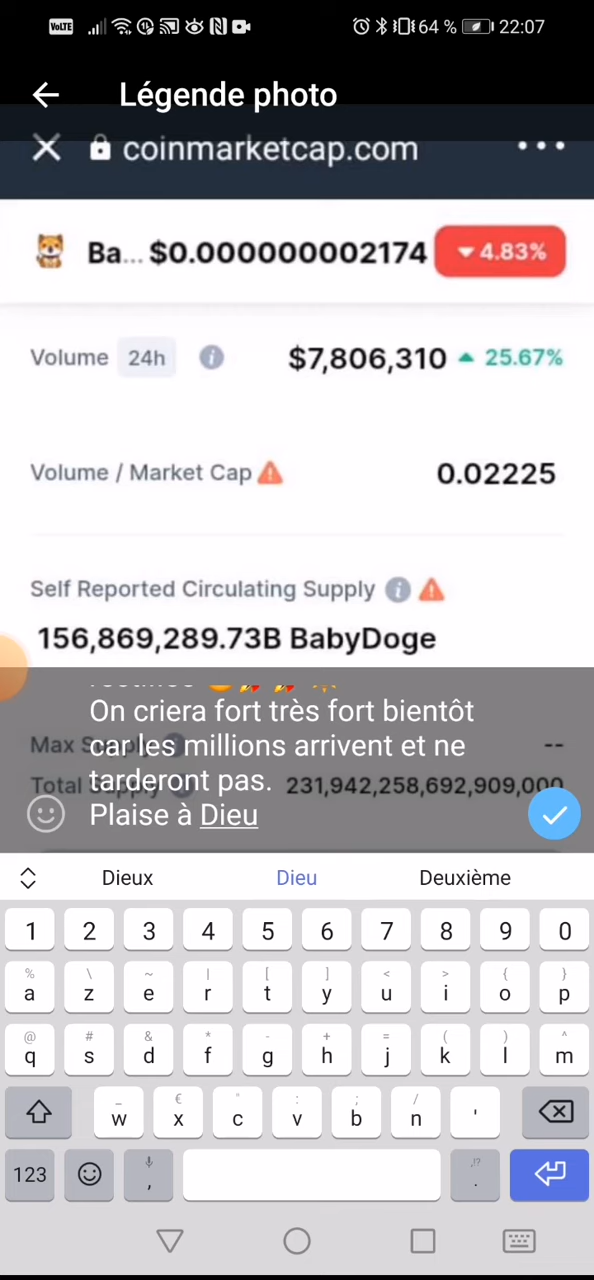 VoLTE 64 % 22:07
Légende photo
coinmarketcap.com
Ba... $0.000000002174 4.83%
Volume 24h $7,806,310 25.67%
Volume / Market Cap 0.02225
Self Reported Circulating Supply
156,869,289.73B BabyDoge
On criera fort très fort bientôt
Max Supply --
car les millions arrivent et ne
Total Supply 231,942,258,692,909,000
tarderont pas.
Plaise à Dieu
Dieux Dieu Deuxième
1 2 3 4 5 6 7 8 9 0
% \ ~ | [ ] < > { }
a z e r t y u i o p
@ # & * - + = ( ) ^
q s d f g h j k l m
_ € " : ; /
w x c v b n '
123 , ,!? .